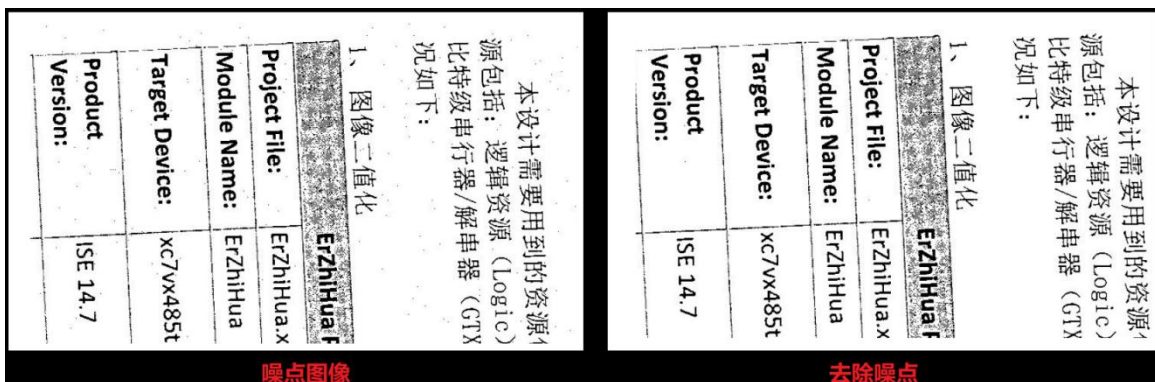 本设计需要用到的资源
源包括：逻辑资源（Logic）
比特级串行器/解串器（GTX
况如下：
1、 图像二值化
ErZhiHua
Project File: ErZhiHua.x
Module Name: ErZhiHua
Target Device: xc7vx485t
Product Version: ISE 14.7
噪点图像
本设计需要用到的资源
源包括：逻辑资源（Logic）
比特级串行器/解串器（GTX
况如下：
1、 图像二值化
ErZhiHua
Project File: ErZhiHua.x
Module Name: ErZhiHua
Target Device: xc7vx485t
Product Version: ISE 14.7
去除噪点